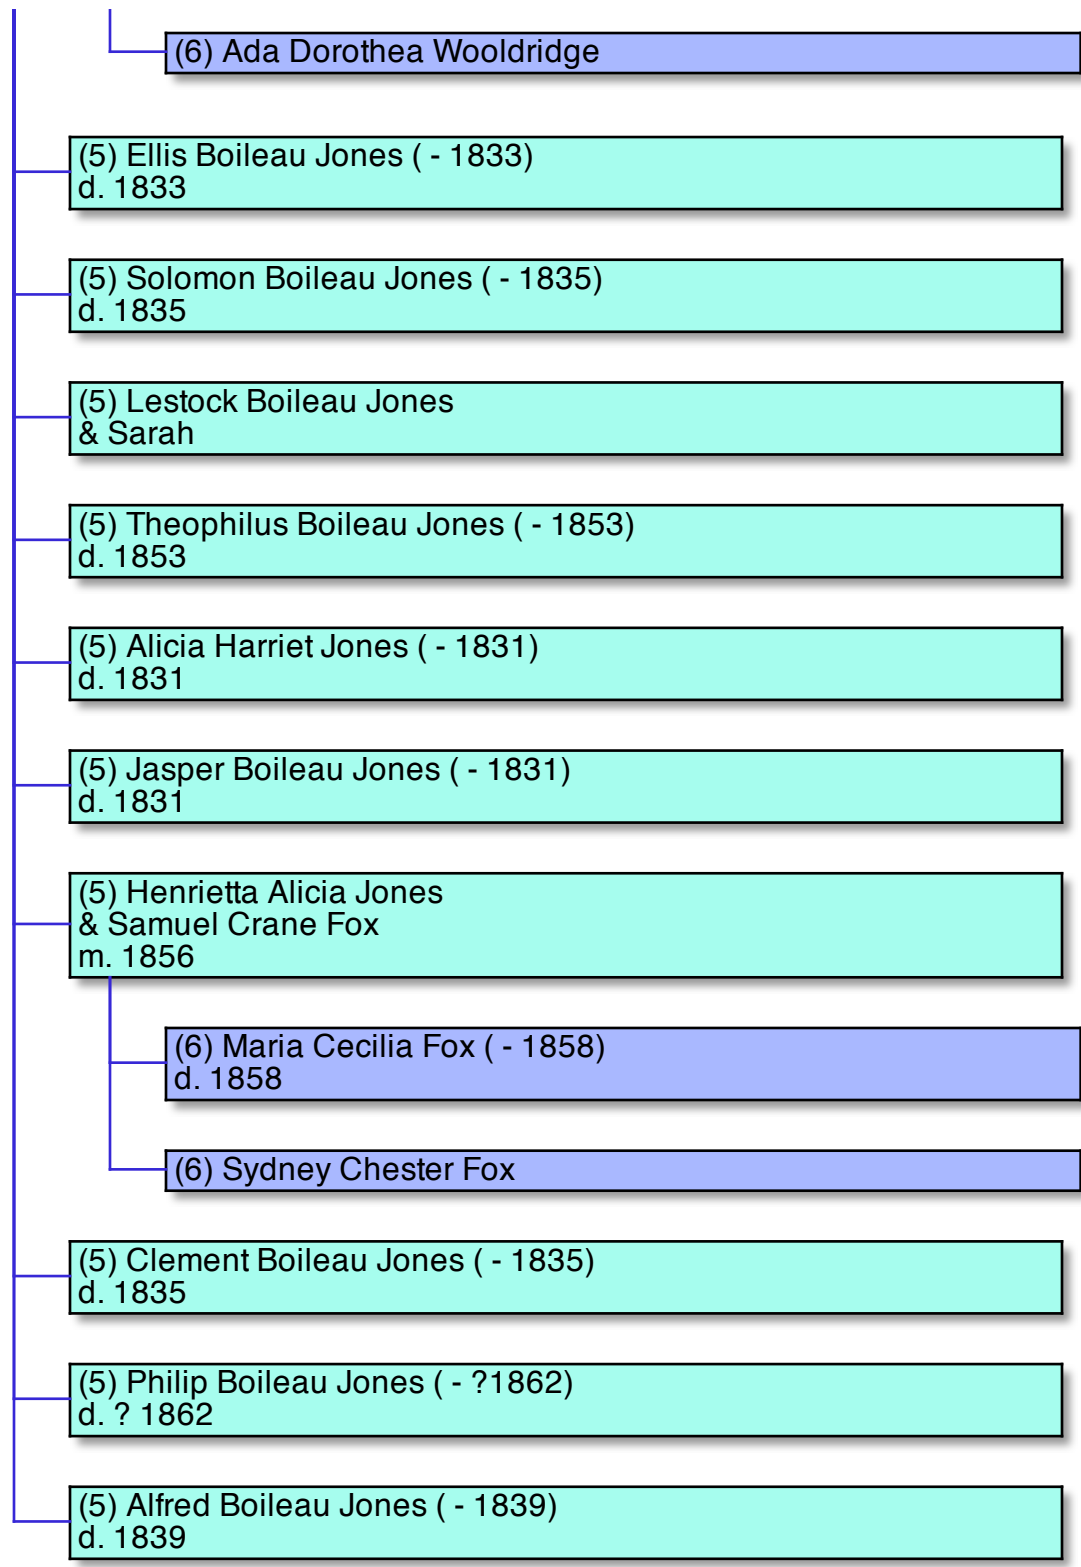 (6) Ada Dorothea Wooldridge
(5) Ellis Boileau Jones ( - 1833)
d. 1833
(5) Solomon Boileau Jones ( - 1835)
d. 1835
(5) Lestock Boileau Jones
& Sarah
(5) Theophilus Boileau Jones ( - 1853)
d. 1853
(5) Alicia Harriet Jones ( - 1831)
d. 1831
(5) Jasper Boileau Jones ( - 1831)
d. 1831
(5) Henrietta Alicia Jones
& Samuel Crane Fox
m. 1856
(6) Maria Cecilia Fox ( - 1858)
d. 1858
(6) Sydney Chester Fox
(5) Clement Boileau Jones ( - 1835)
d. 1835
(5) Philip Boileau Jones ( - ?1862)
d. ? 1862
(5) Alfred Boileau Jones ( - 1839)
d. 1839